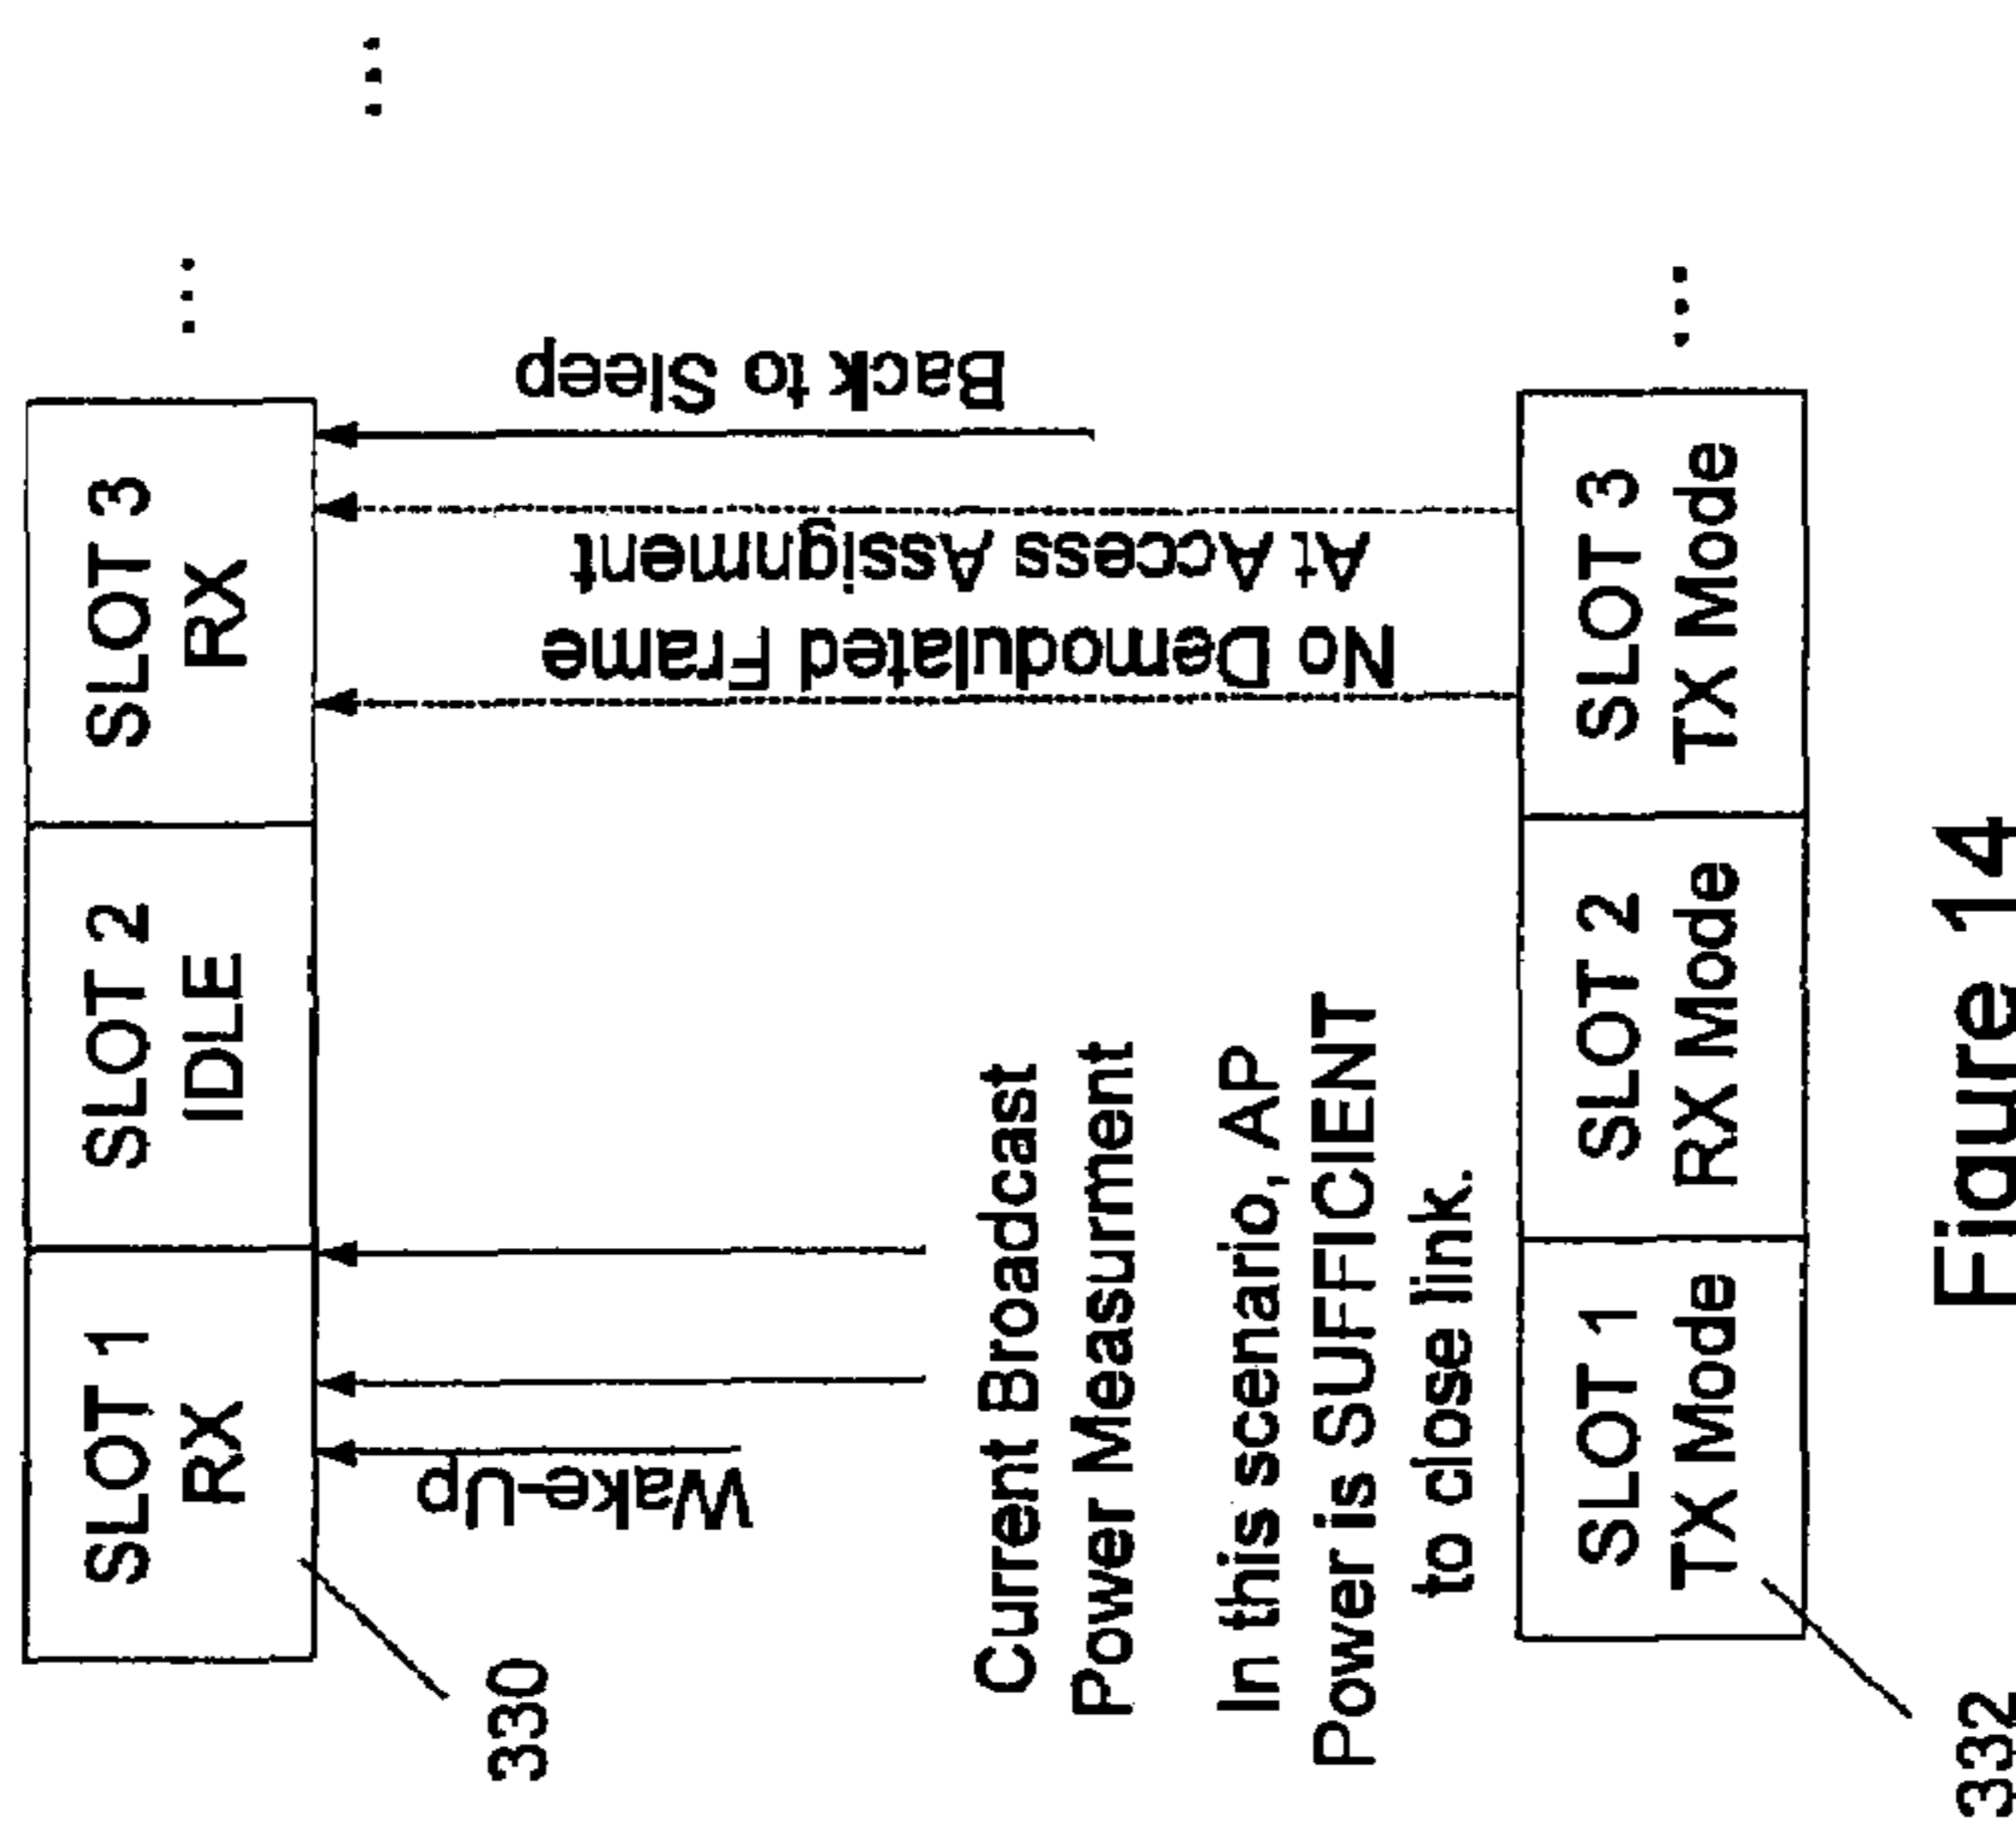 SLOT 1
RX
SLOT 2
IDLE
SLOT 3
RX
...
...
330
Wake-Up
Current Broadcast
Power Measurment
In this scenario, AP
Power is SUFFICIENT
to close link.
No Demodulated Frame
At Access Assignment
Back to Sleep
SLOT 1
TX Mode
SLOT 2
RX Mode
SLOT 3
TX Mode
...
332
Figure 14